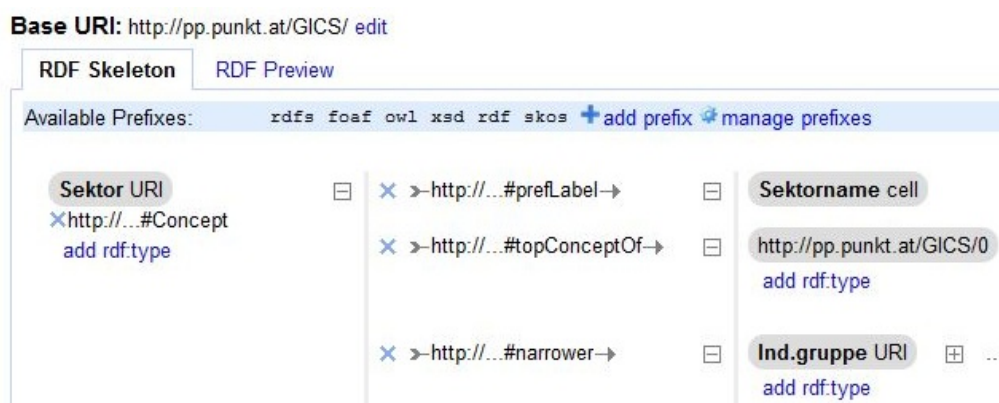 Base URI: http://pp.punkt.at/GICS/ edit
RDF Skeleton RDF Preview
Available Prefixes: rdfs foaf owl xsd rdf skos add prefix manage prefixes
Sektor URI http://...#prefLabel Sektorname cell
http://...#Concept
add rdf:type http://...#topConceptOf http://pp.punkt.at/GICS/0
add rdf:type
http://...#narrower Ind.gruppe URI ..
add rdf:type